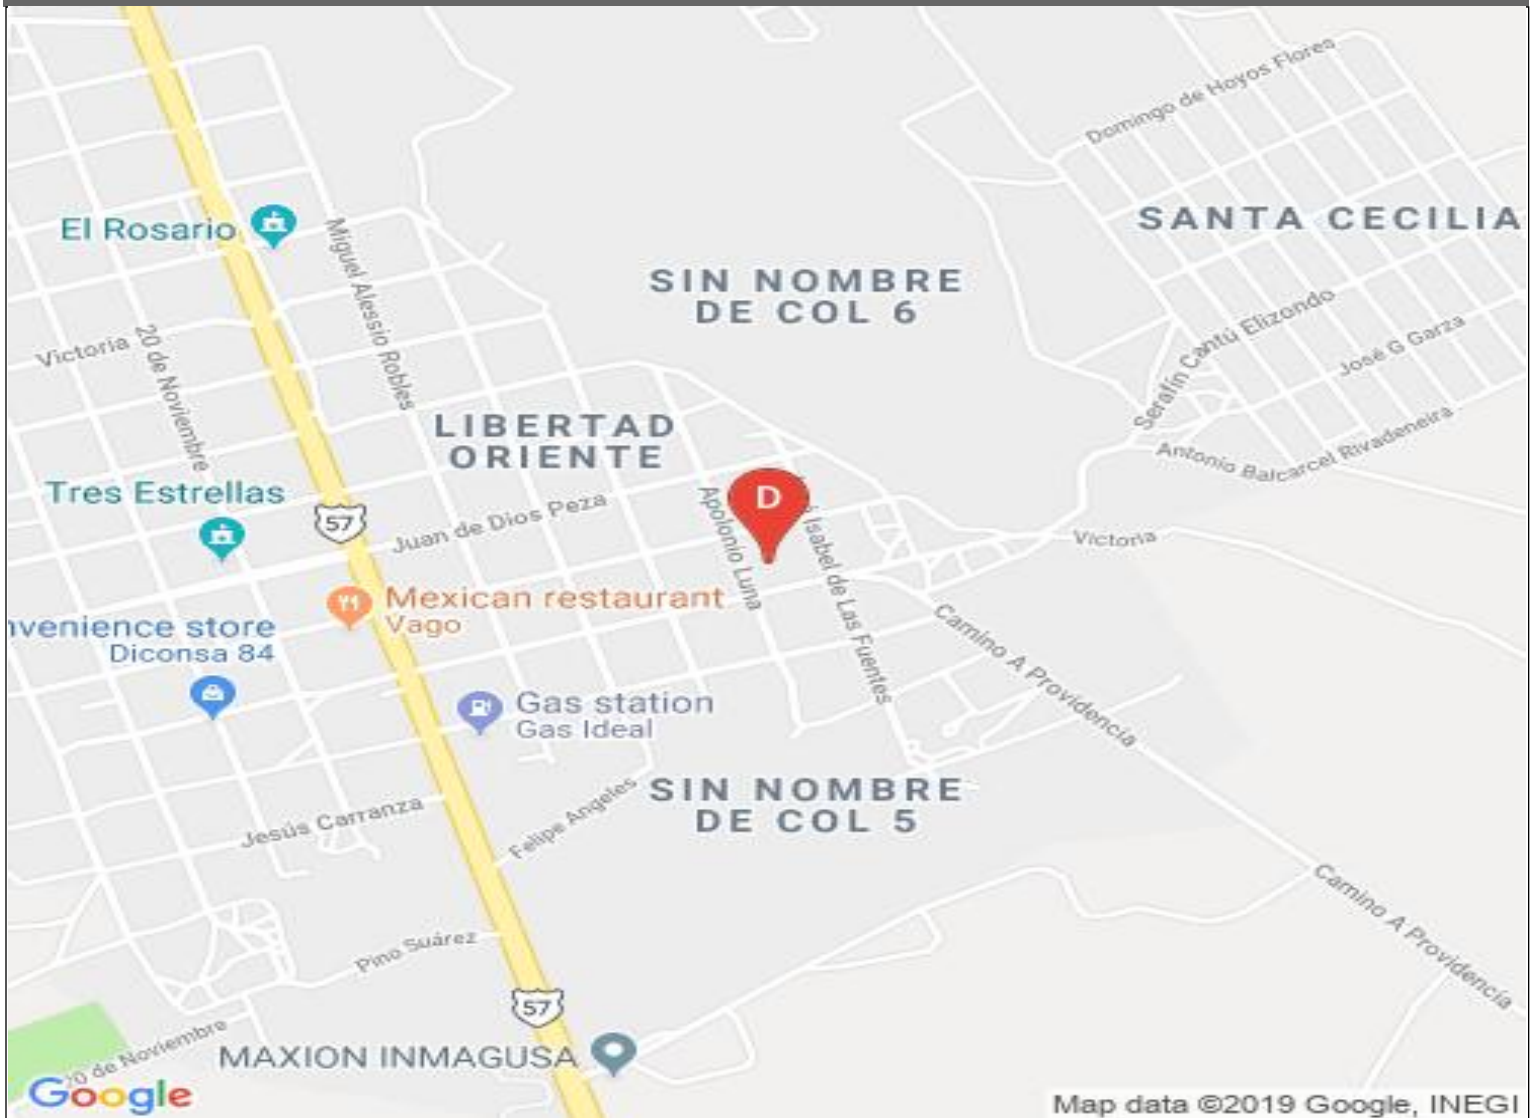 Domingo de Hoyos Flores
SANTA CECILIA
El Rosario
Miguel Alessio Robles
SIN NOMBRE
DE COL 6
Victoria
20 de Noviembre
Serafín Cantú Elizondo
José G Garza
LIBERTAD
ORIENTE
Antonio Balcarcel Rivadeneira
Tres Estrellas
57
Juan de Dios Peza
Apolonio Luna
D
Isabel de Las Fuentes
Victoria
Mexican restaurant
Vago
nvenience store
Diconsa 84
Camino A Providencia
Gas station
Gas Ideal
SIN NOMBRE
DE COL 5
Jesús Carranza
Felipe Angeles
Camino A Providencia
Pino Suárez
57
20 de Noviembre
MAXION INMAGUSA
Google
Map data ©2019 Google, INEGI